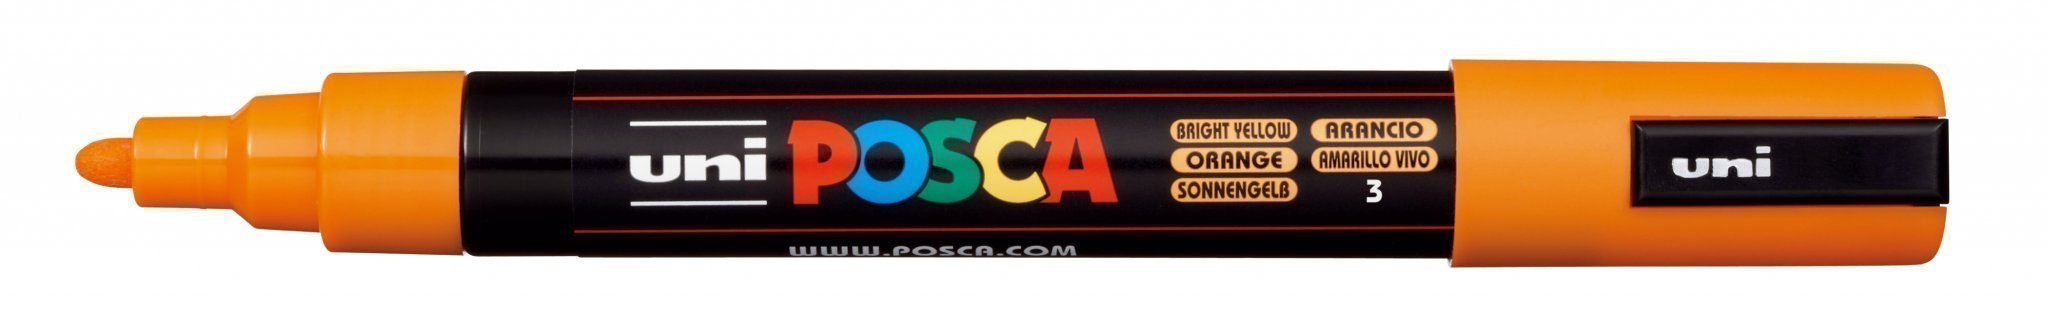 uni POSCA
BRIGHT YELLOW
ORANGE
SONNENGELB
ARANCIO
AMARILLO VIVO
3
WWW.POSCA.COM
uni